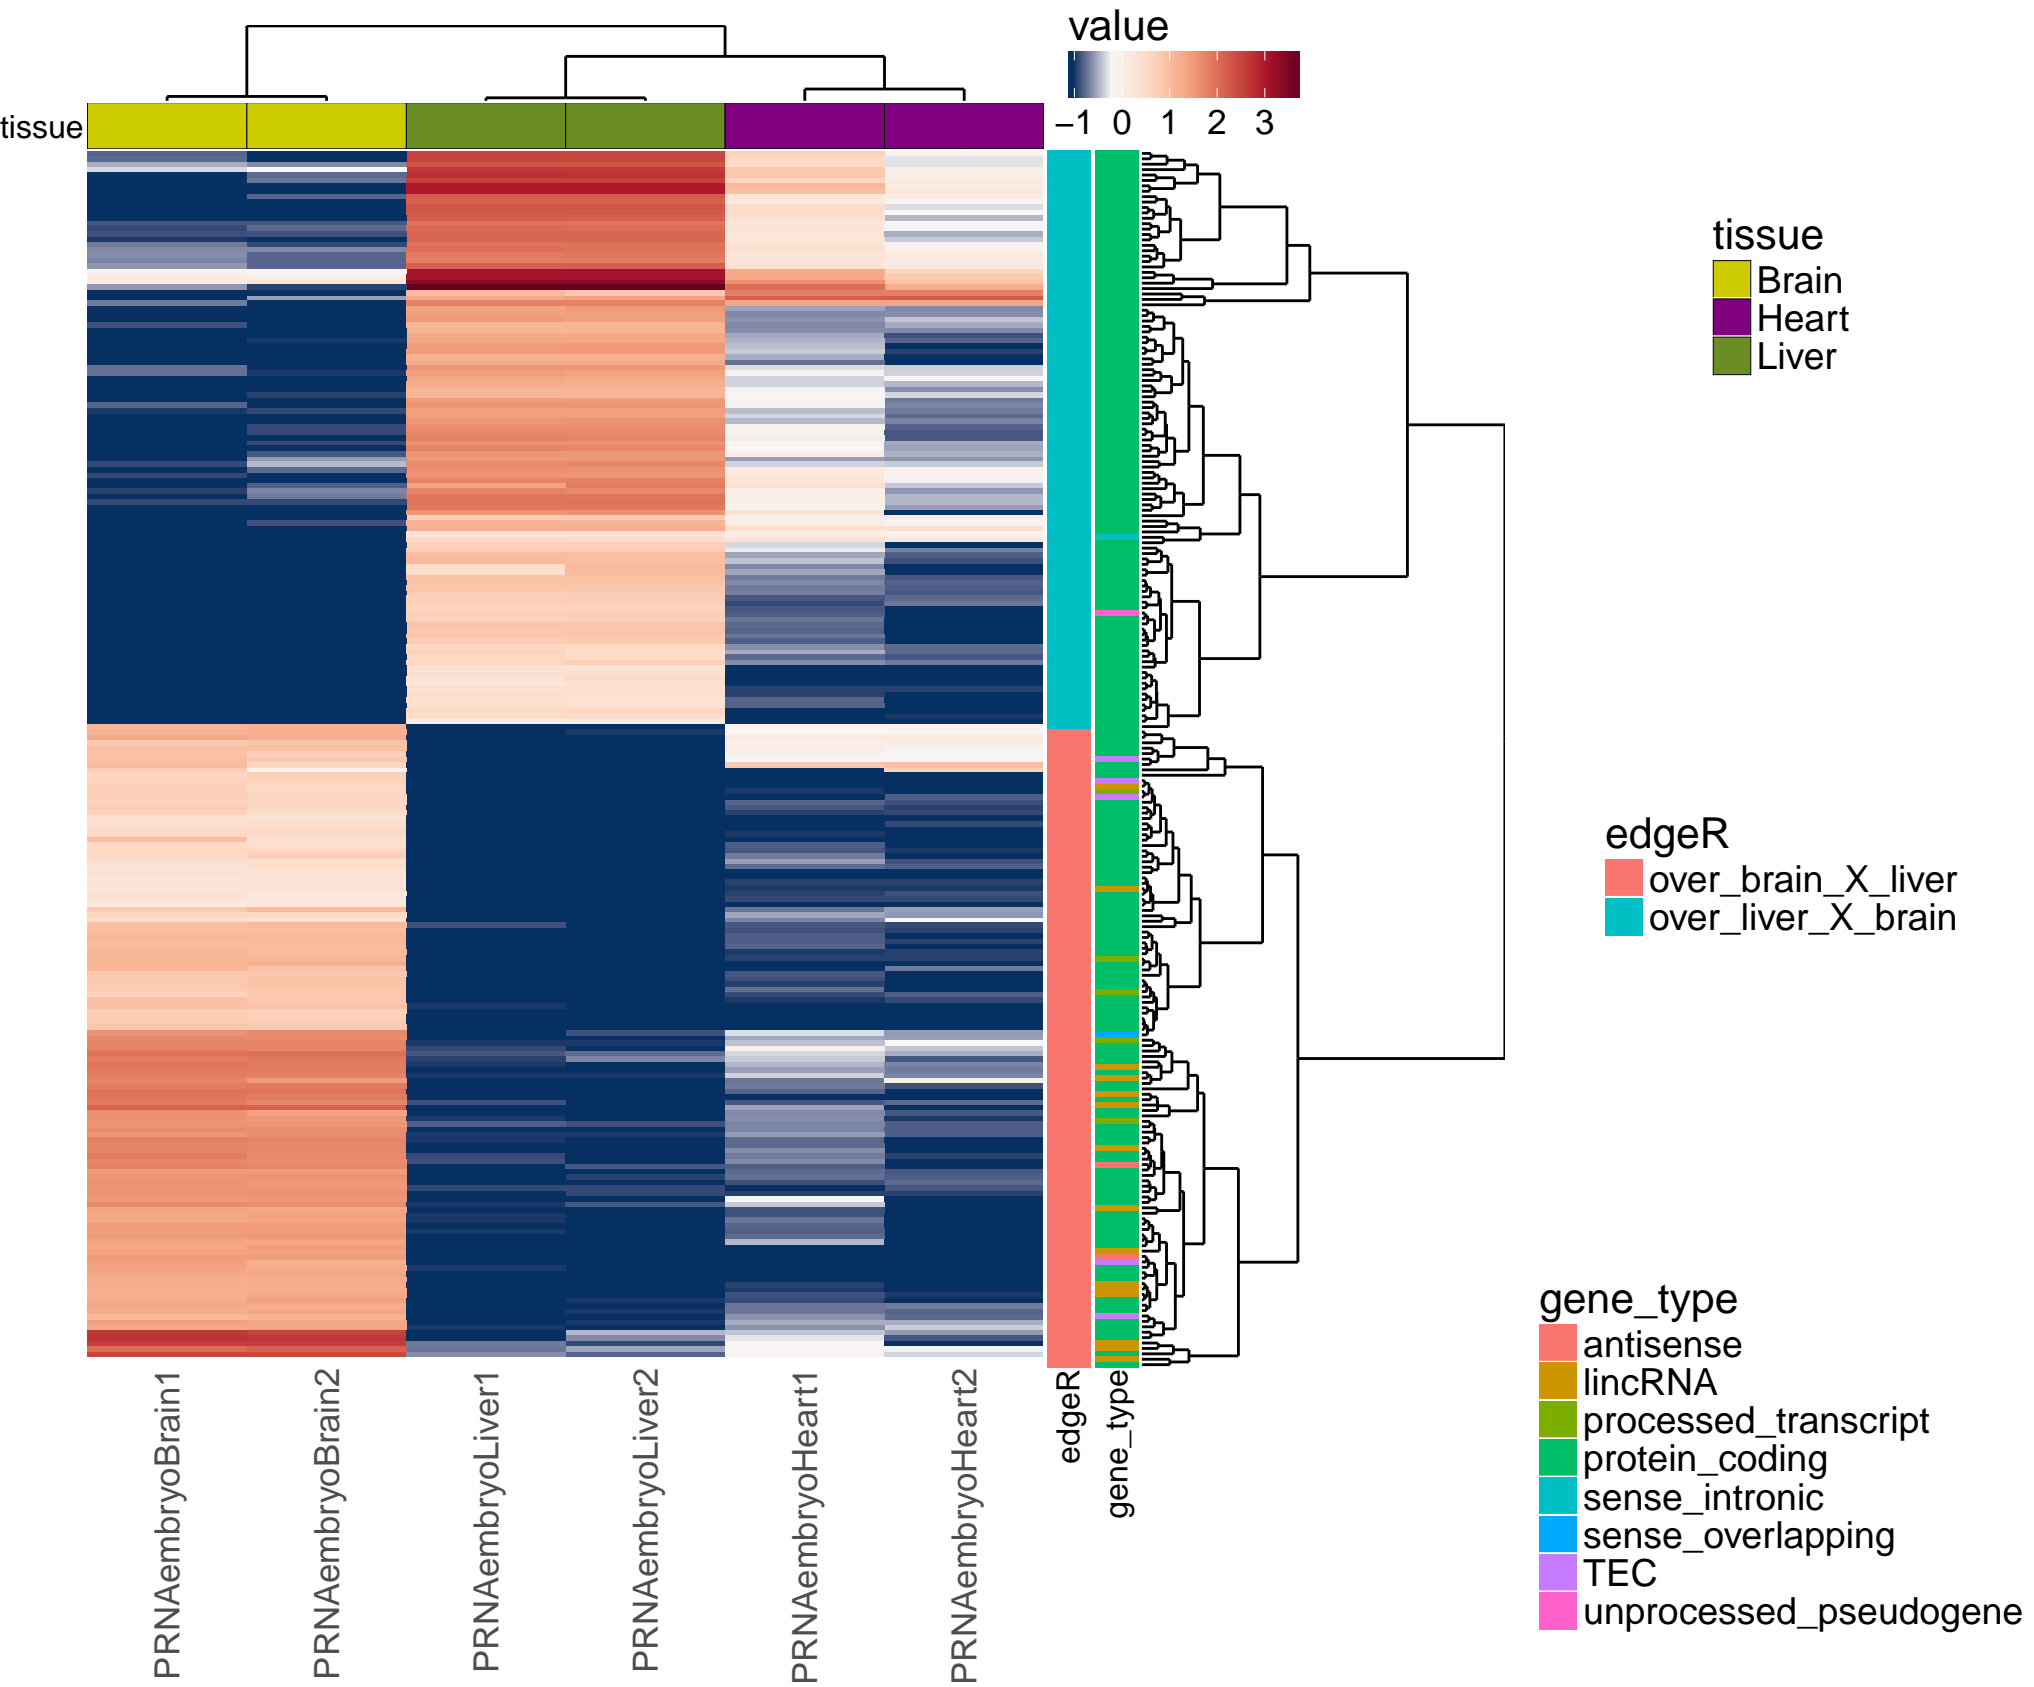 value
−1 0 1 2 3
tissue
tissue
Brain
Heart
Liver
edgeR
over_brain_X_liver
over_liver_X_brain
gene_type
antisense
lincRNA
processed_transcript
protein_coding
sense_intronic
sense_overlapping
TEC
unprocessed_pseudogene
PRNAembryoBrain1
PRNAembryoBrain2
PRNAembryoLiver1
PRNAembryoLiver2
PRNAembryoHeart1
PRNAembryoHeart2
edgeR
gene_type